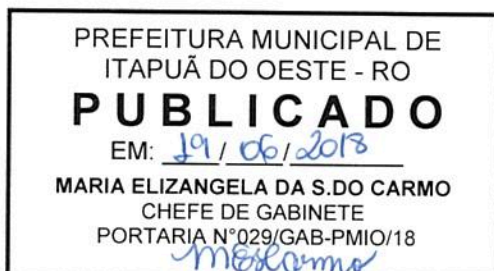 PREFEITURA MUNICIPAL DE
ITAPUÃ DO OESTE - RO
PUBLICADO
EM: 19/06/2018
MARIA ELIZANGELA DA S.DO CARMO
CHEFE DE GABINETE
PORTARIA N°029/GAB-PMIO/18
MESCarmo